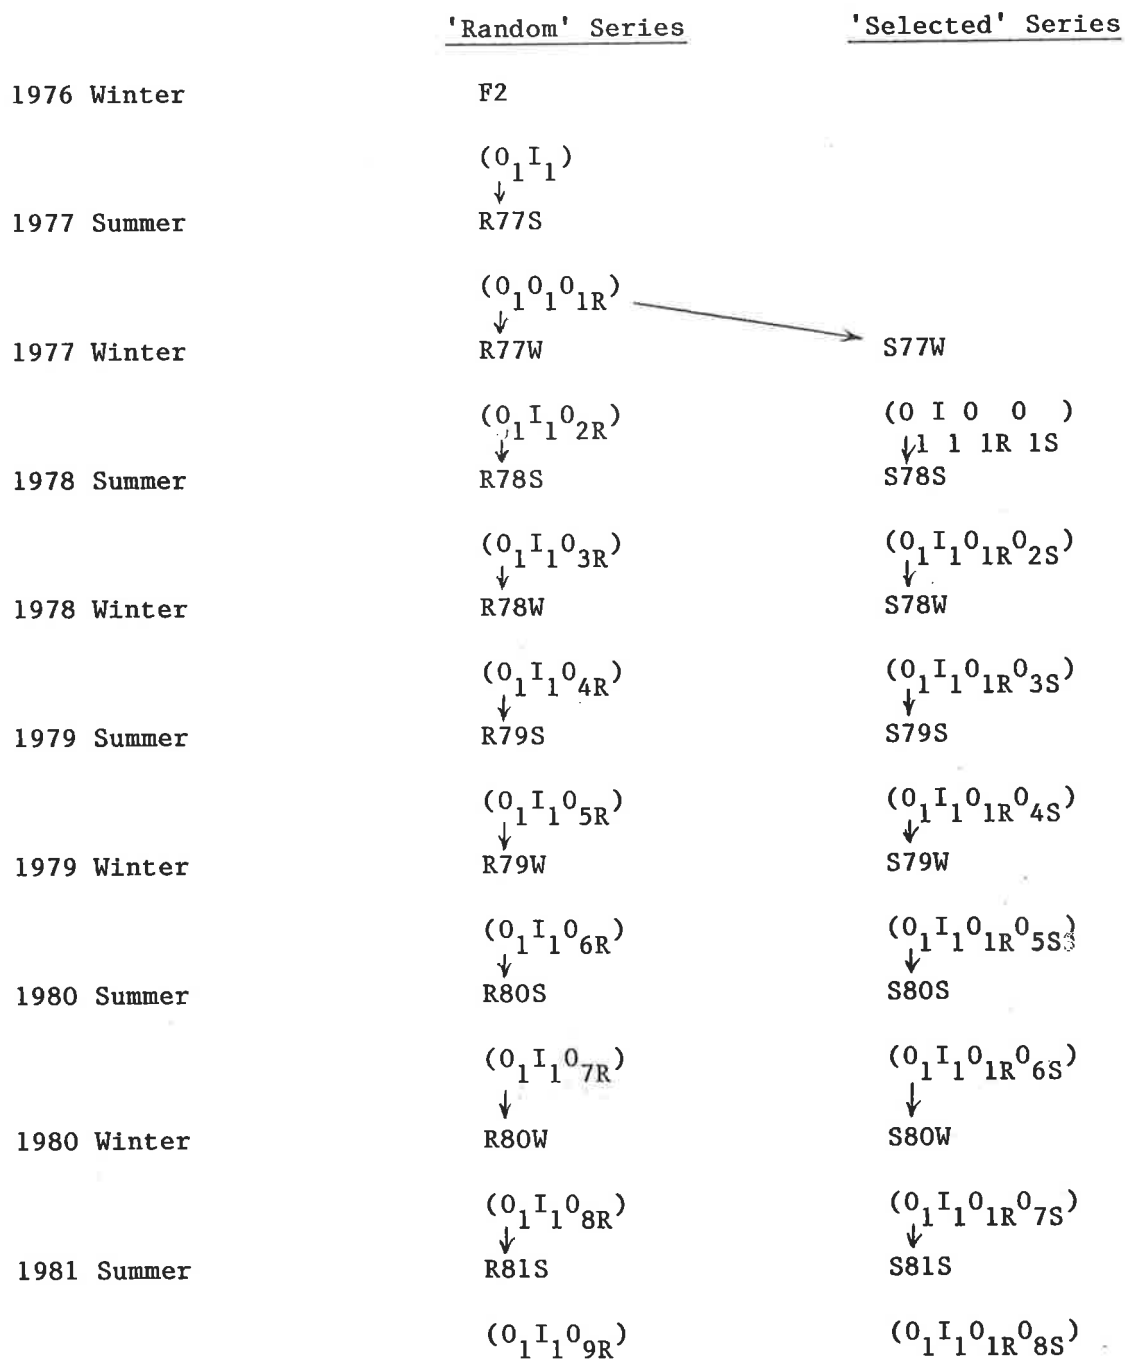 'Random' Series 'Selected' Series
1976 Winter F2
(O₁I₁)
1977 Summer R77S
(O₁O₁O₁R)
1977 Winter R77W S77W
(O₁I₁O₂R) (O I O O )
1 1 1R 1S
1978 Summer R78S S78S
(O₁I₁O₃R) (O₁I₁O₁RO₂S)
1978 Winter R78W S78W
(O₁I₁O₄R) (O₁I₁O₁RO₃S)
1979 Summer R79S S79S
(O₁I₁O₅R) (O₁I₁O₁RO₄S)
1979 Winter R79W S79W
(O₁I₁O₆R) (O₁I₁O₁RO₅S)
1980 Summer R80S S80S
(O₁I₁O₇R) (O₁I₁O₁RO₆S)
1980 Winter R80W S80W
(O₁I₁O₈R) (O₁I₁O₁RO₇S)
1981 Summer R81S S81S
(O₁I₁O₉R) (O₁I₁O₁RO₈S)